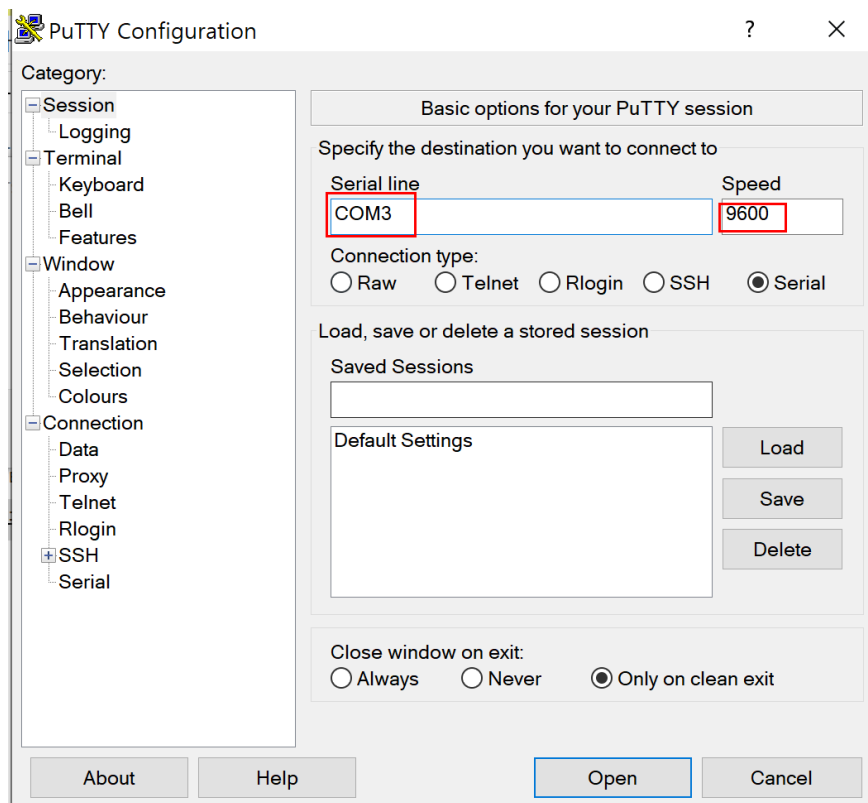 PuTTY Configuration
?
Category:
Session
Logging
Terminal
Keyboard
Bell
Features
Window
Appearance
Behaviour
Translation
Selection
Colours
Connection
Data
Proxy
Telnet
Rlogin
SSH
Serial
Basic options for your PuTTY session
Specify the destination you want to connect to
Serial line Speed
COM3 9600
Connection type:
Raw Telnet Rlogin SSH Serial
Load, save or delete a stored session
Saved Sessions
Default Settings
Load
Save
Delete
Close window on exit:
Always Never Only on clean exit
About Help Open Cancel